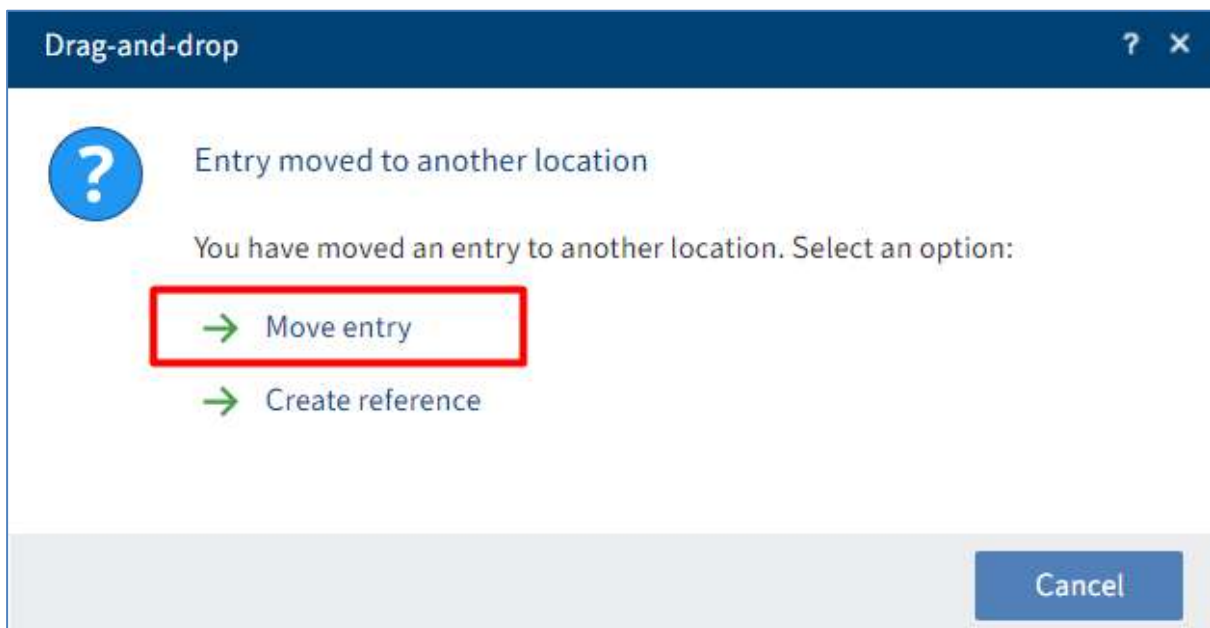 Drag-and-drop ? ×
?
Entry moved to another location
You have moved an entry to another location. Select an option:
→ Move entry
→ Create reference
Cancel